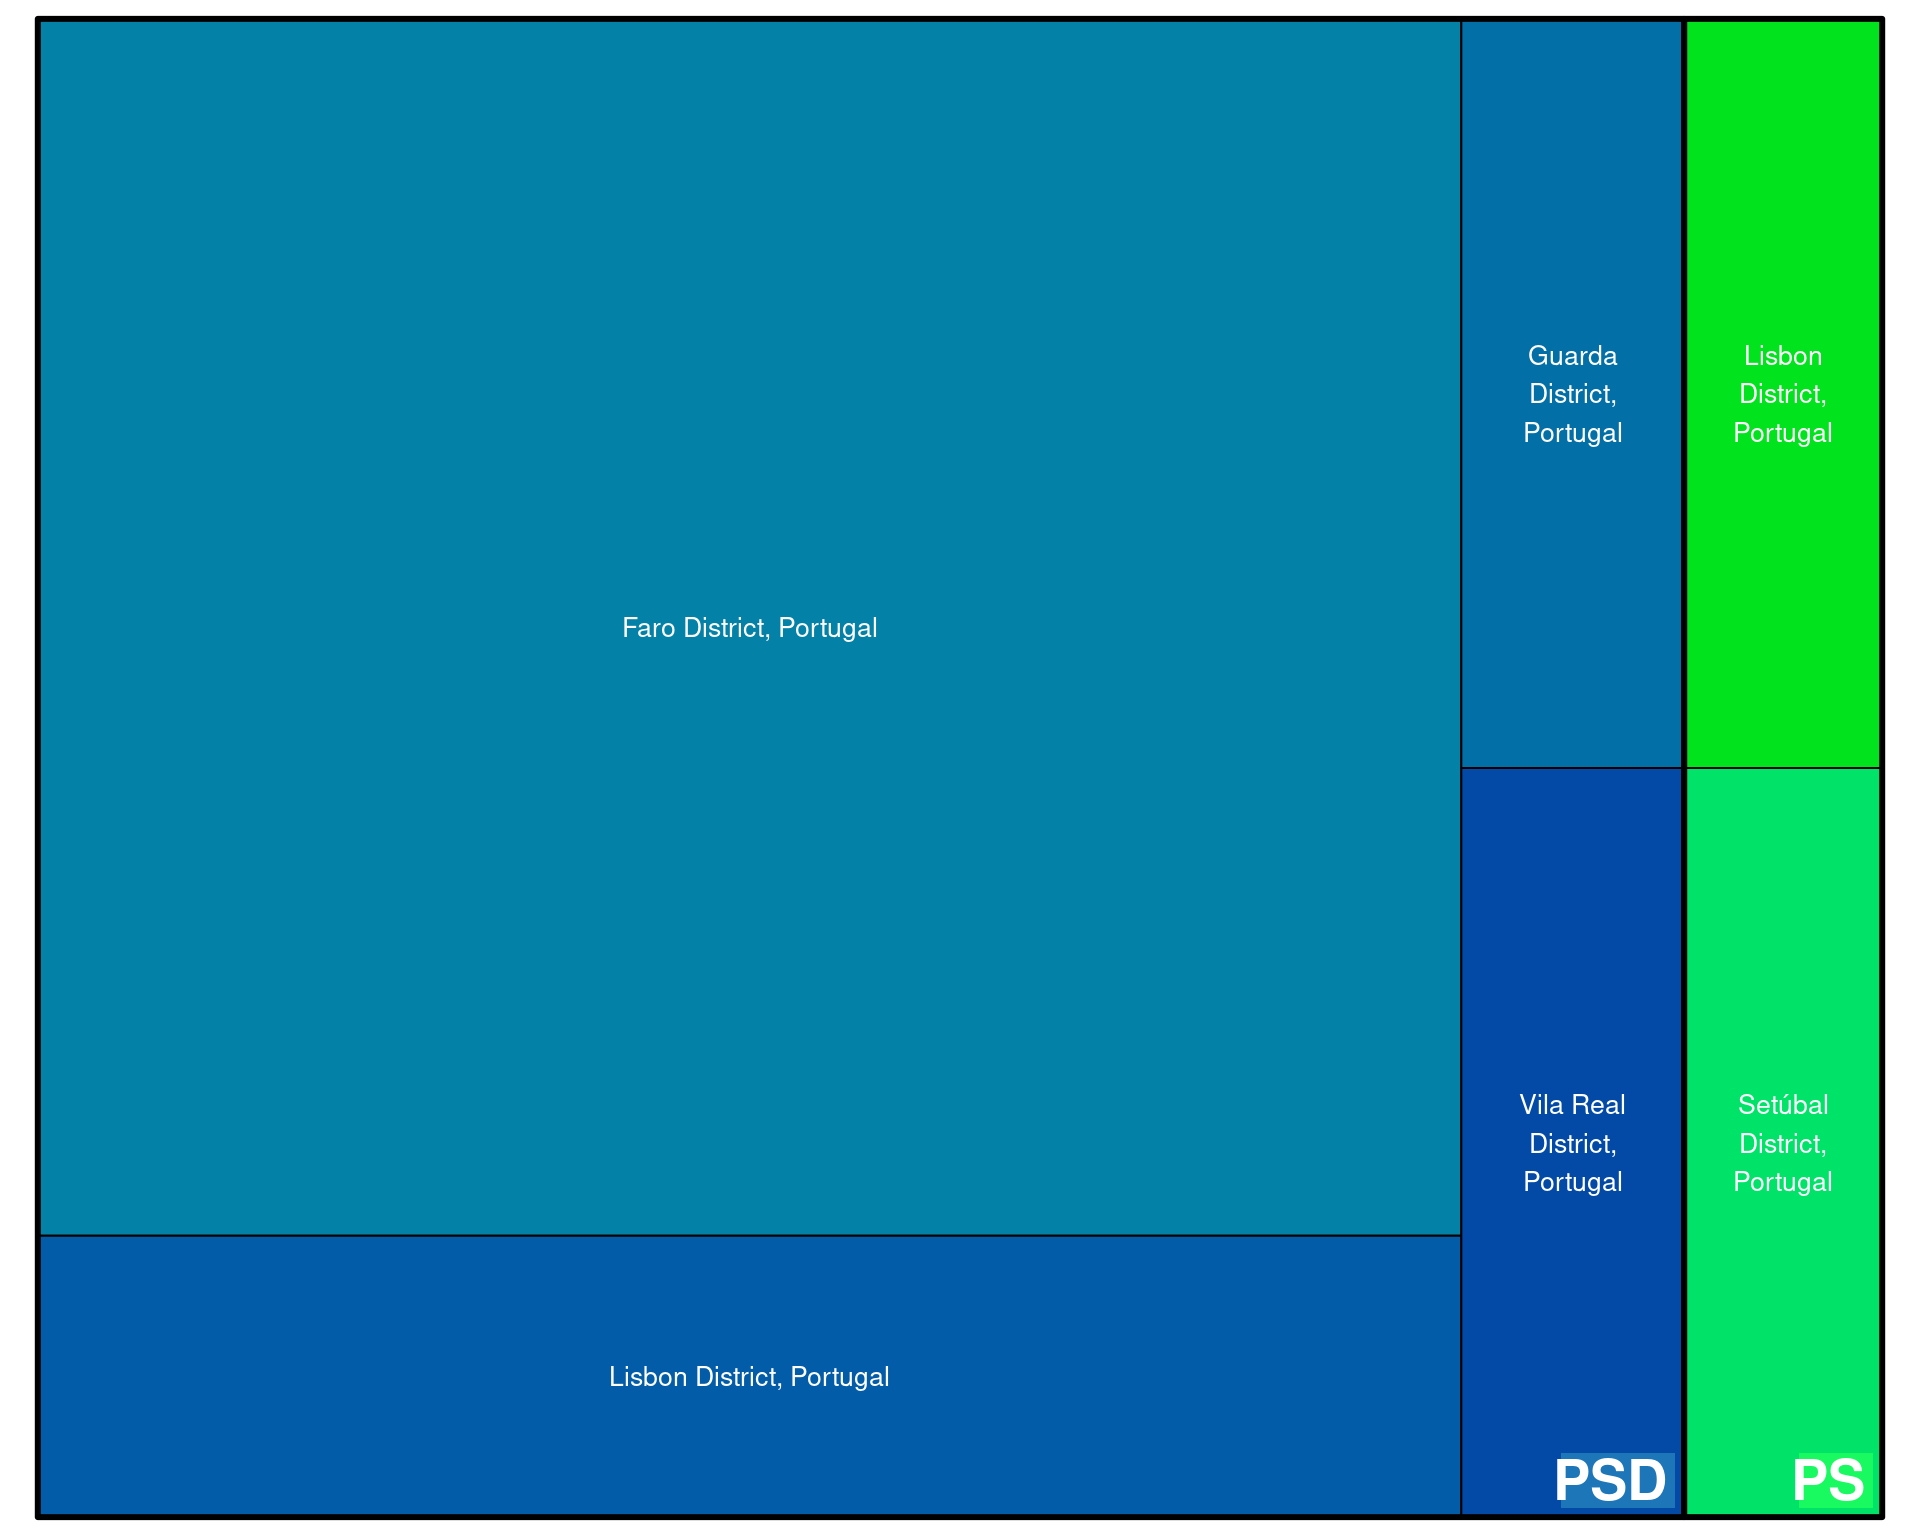 Faro District, Portugal
Lisbon District, Portugal
Guarda
District,
Portugal
Vila Real
District,
Portugal
PSD
Lisbon
District,
Portugal
Setúbal
District,
Portugal
PS